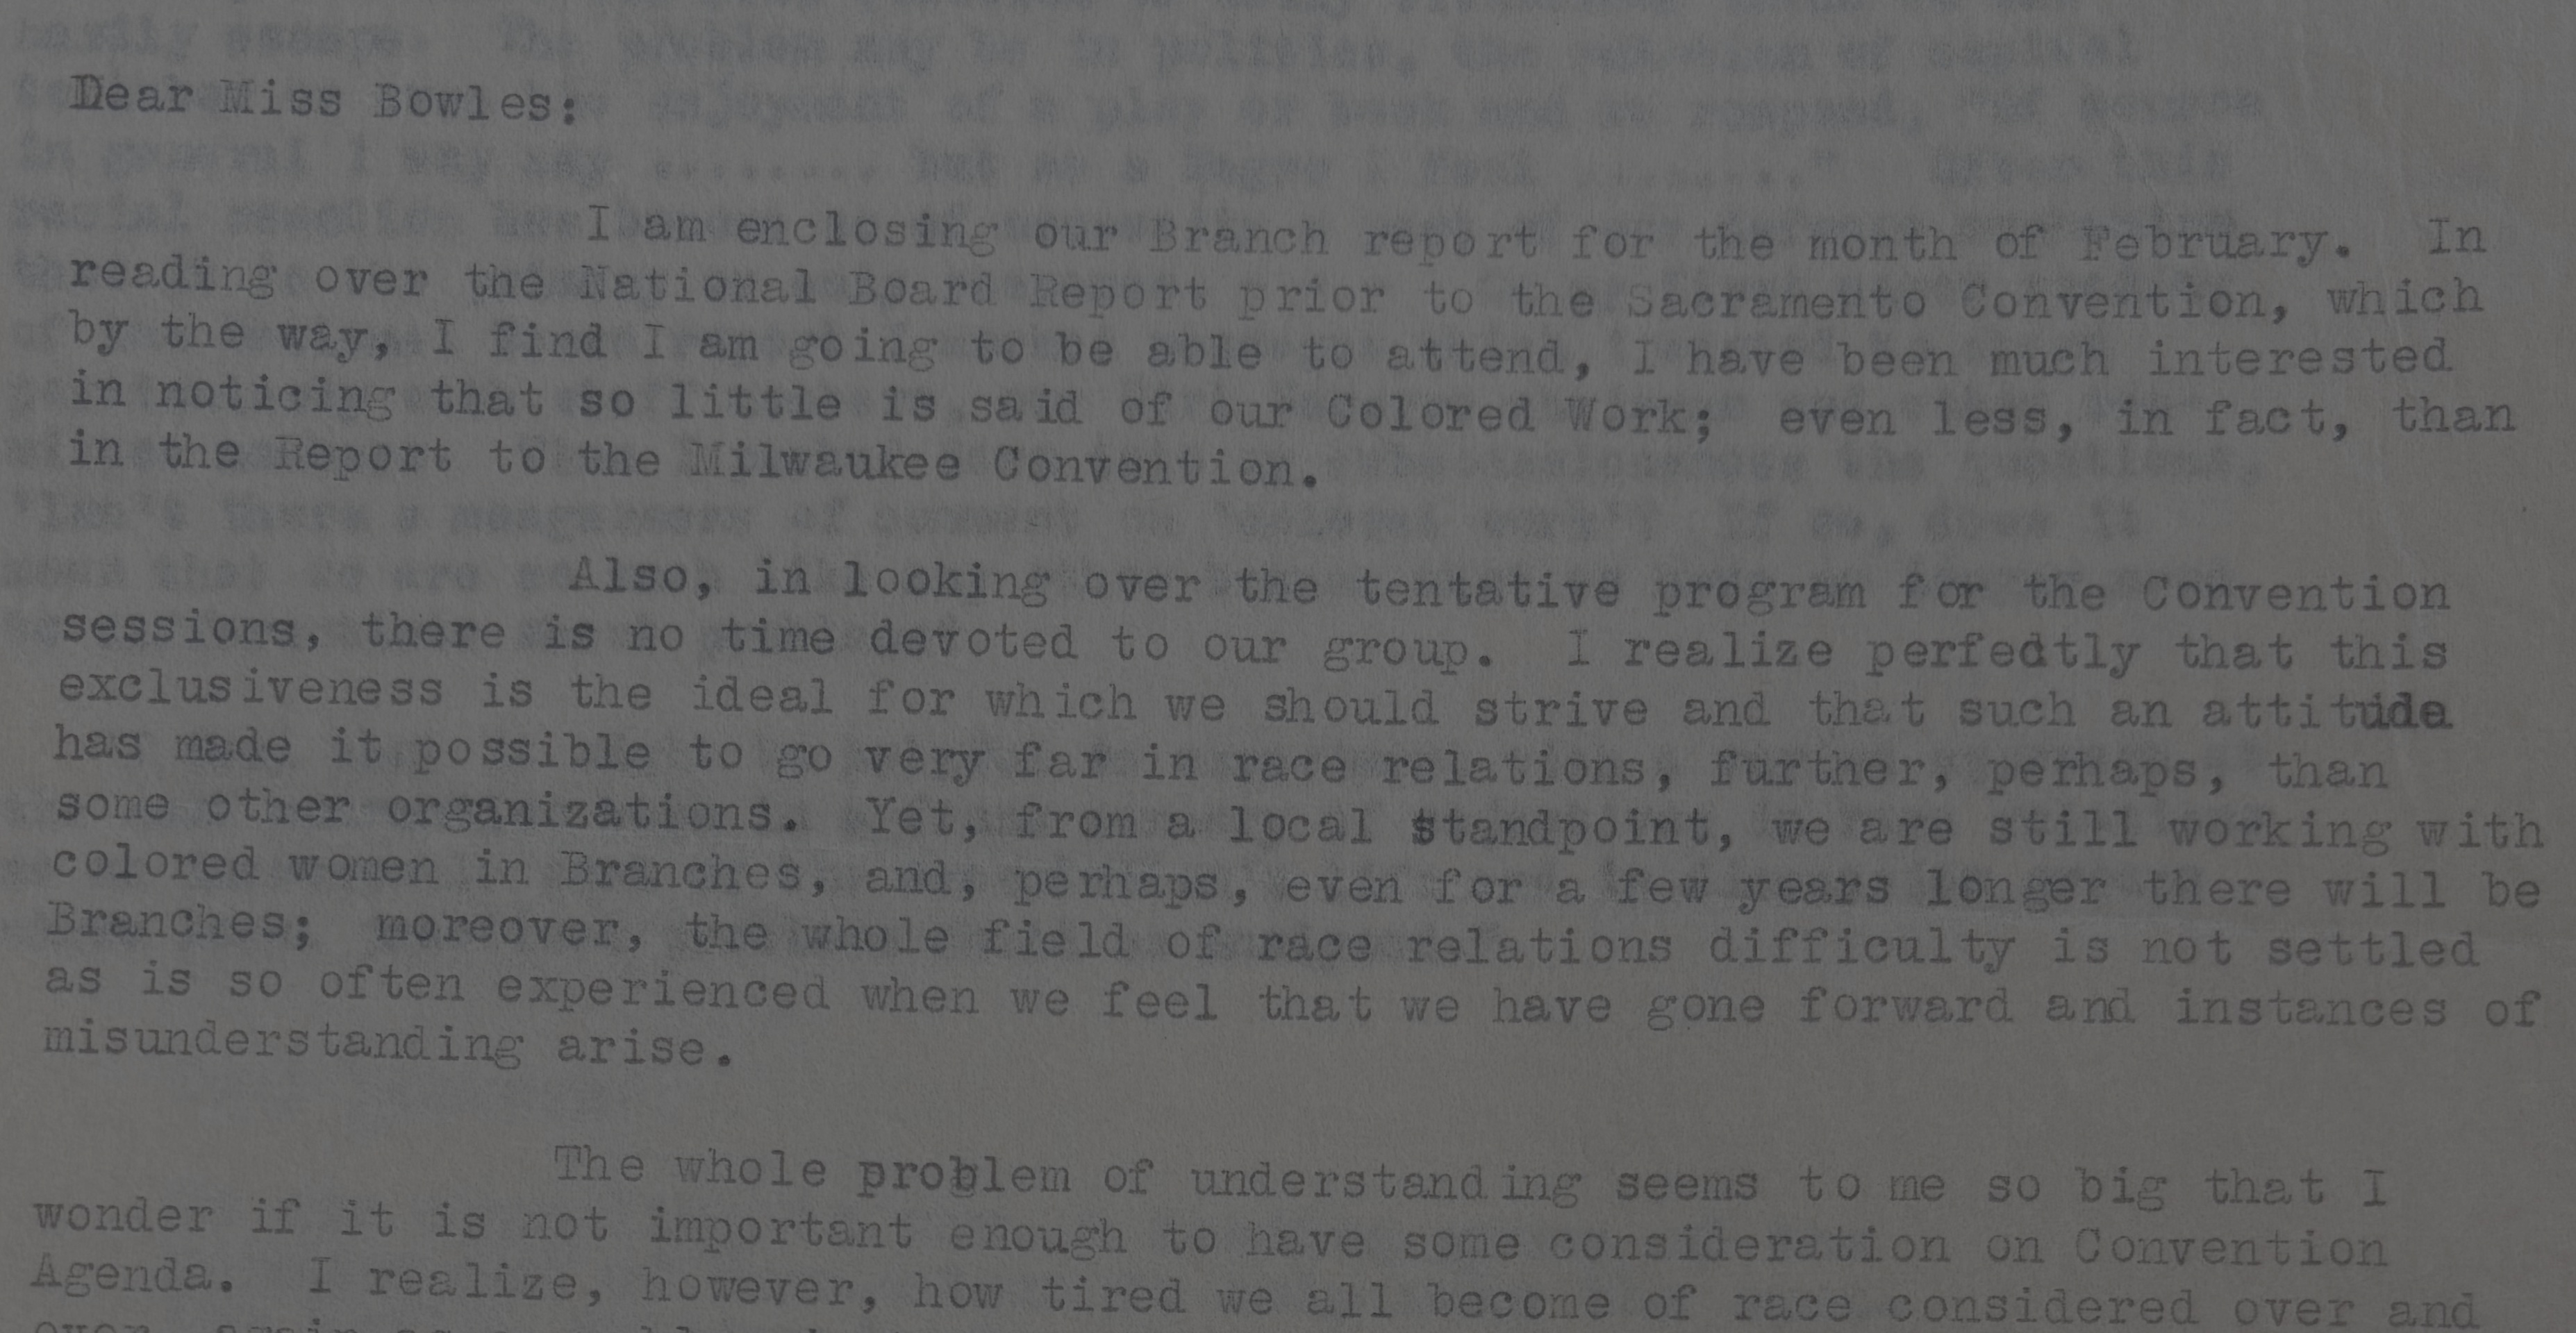 Dear Miss Bowles:
I am enclosing our Branch report for the month of February. In
reading over the National Board Report prior to the Sacramento Convention, which
by the way, I find I am going to be able to attend, I have been much interested
in noticing that so little is said of our Colored Work; even less, in fact, than
in the Report to the Milwaukee Convention.
Also, in looking over the tentative program for the Convention
sessions, there is no time devoted to our group. I realize perfedtly that this
exclusiveness is the ideal for which we should strive and that such an attitude
has made it possible to go very far in race relations, further, perhaps, than
some other organizations. Yet, from a local standpoint, we are still working with
colored women in Branches, and, perhaps, even for a few years longer there will be
Branches; moreover, the whole field of race relations difficulty is not settled
as is so often experienced when we feel that we have gone forward and instances of
misunderstanding arise.
The whole problem of understanding seems to me so big that I
wonder if it is not important enough to have some consideration on Convention
Agenda. I realize, however, how tired we all become of race considered over and